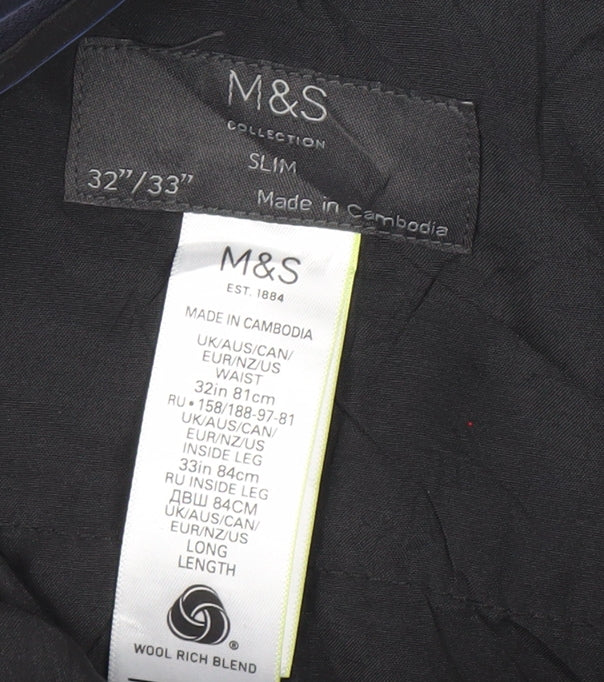 M&S
COLLECTION
SLIM
32”/33”
Made in Cambodia
M&S
EST. 1884
MADE IN CAMBODIA
UK/AUS/CAN/
EUR/NZ/US
WAIST
32in 81cm
RU • 158/188-97-81
UK/AUS/CAN/
EUR/NZ/US
INSIDE LEG
33in 84cm
RU INSIDE LEG
ДВШ 84CM
UK/AUS/CAN/
EUR/NZ/US
LONG
LENGTH
®
WOOL RICH BLEND